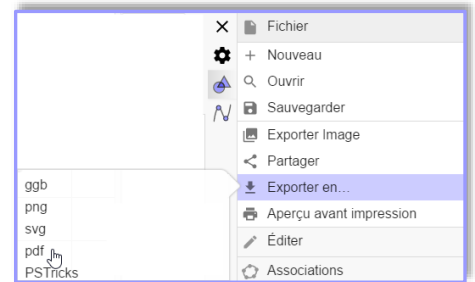 Fichier
Nouveau
Ouvrir
Sauvegarder
Exporter Image
Partager
Exporter en...
Aperçu avant impression
Éditer
Associations
ggb
png
svg
pdf
PSTricks